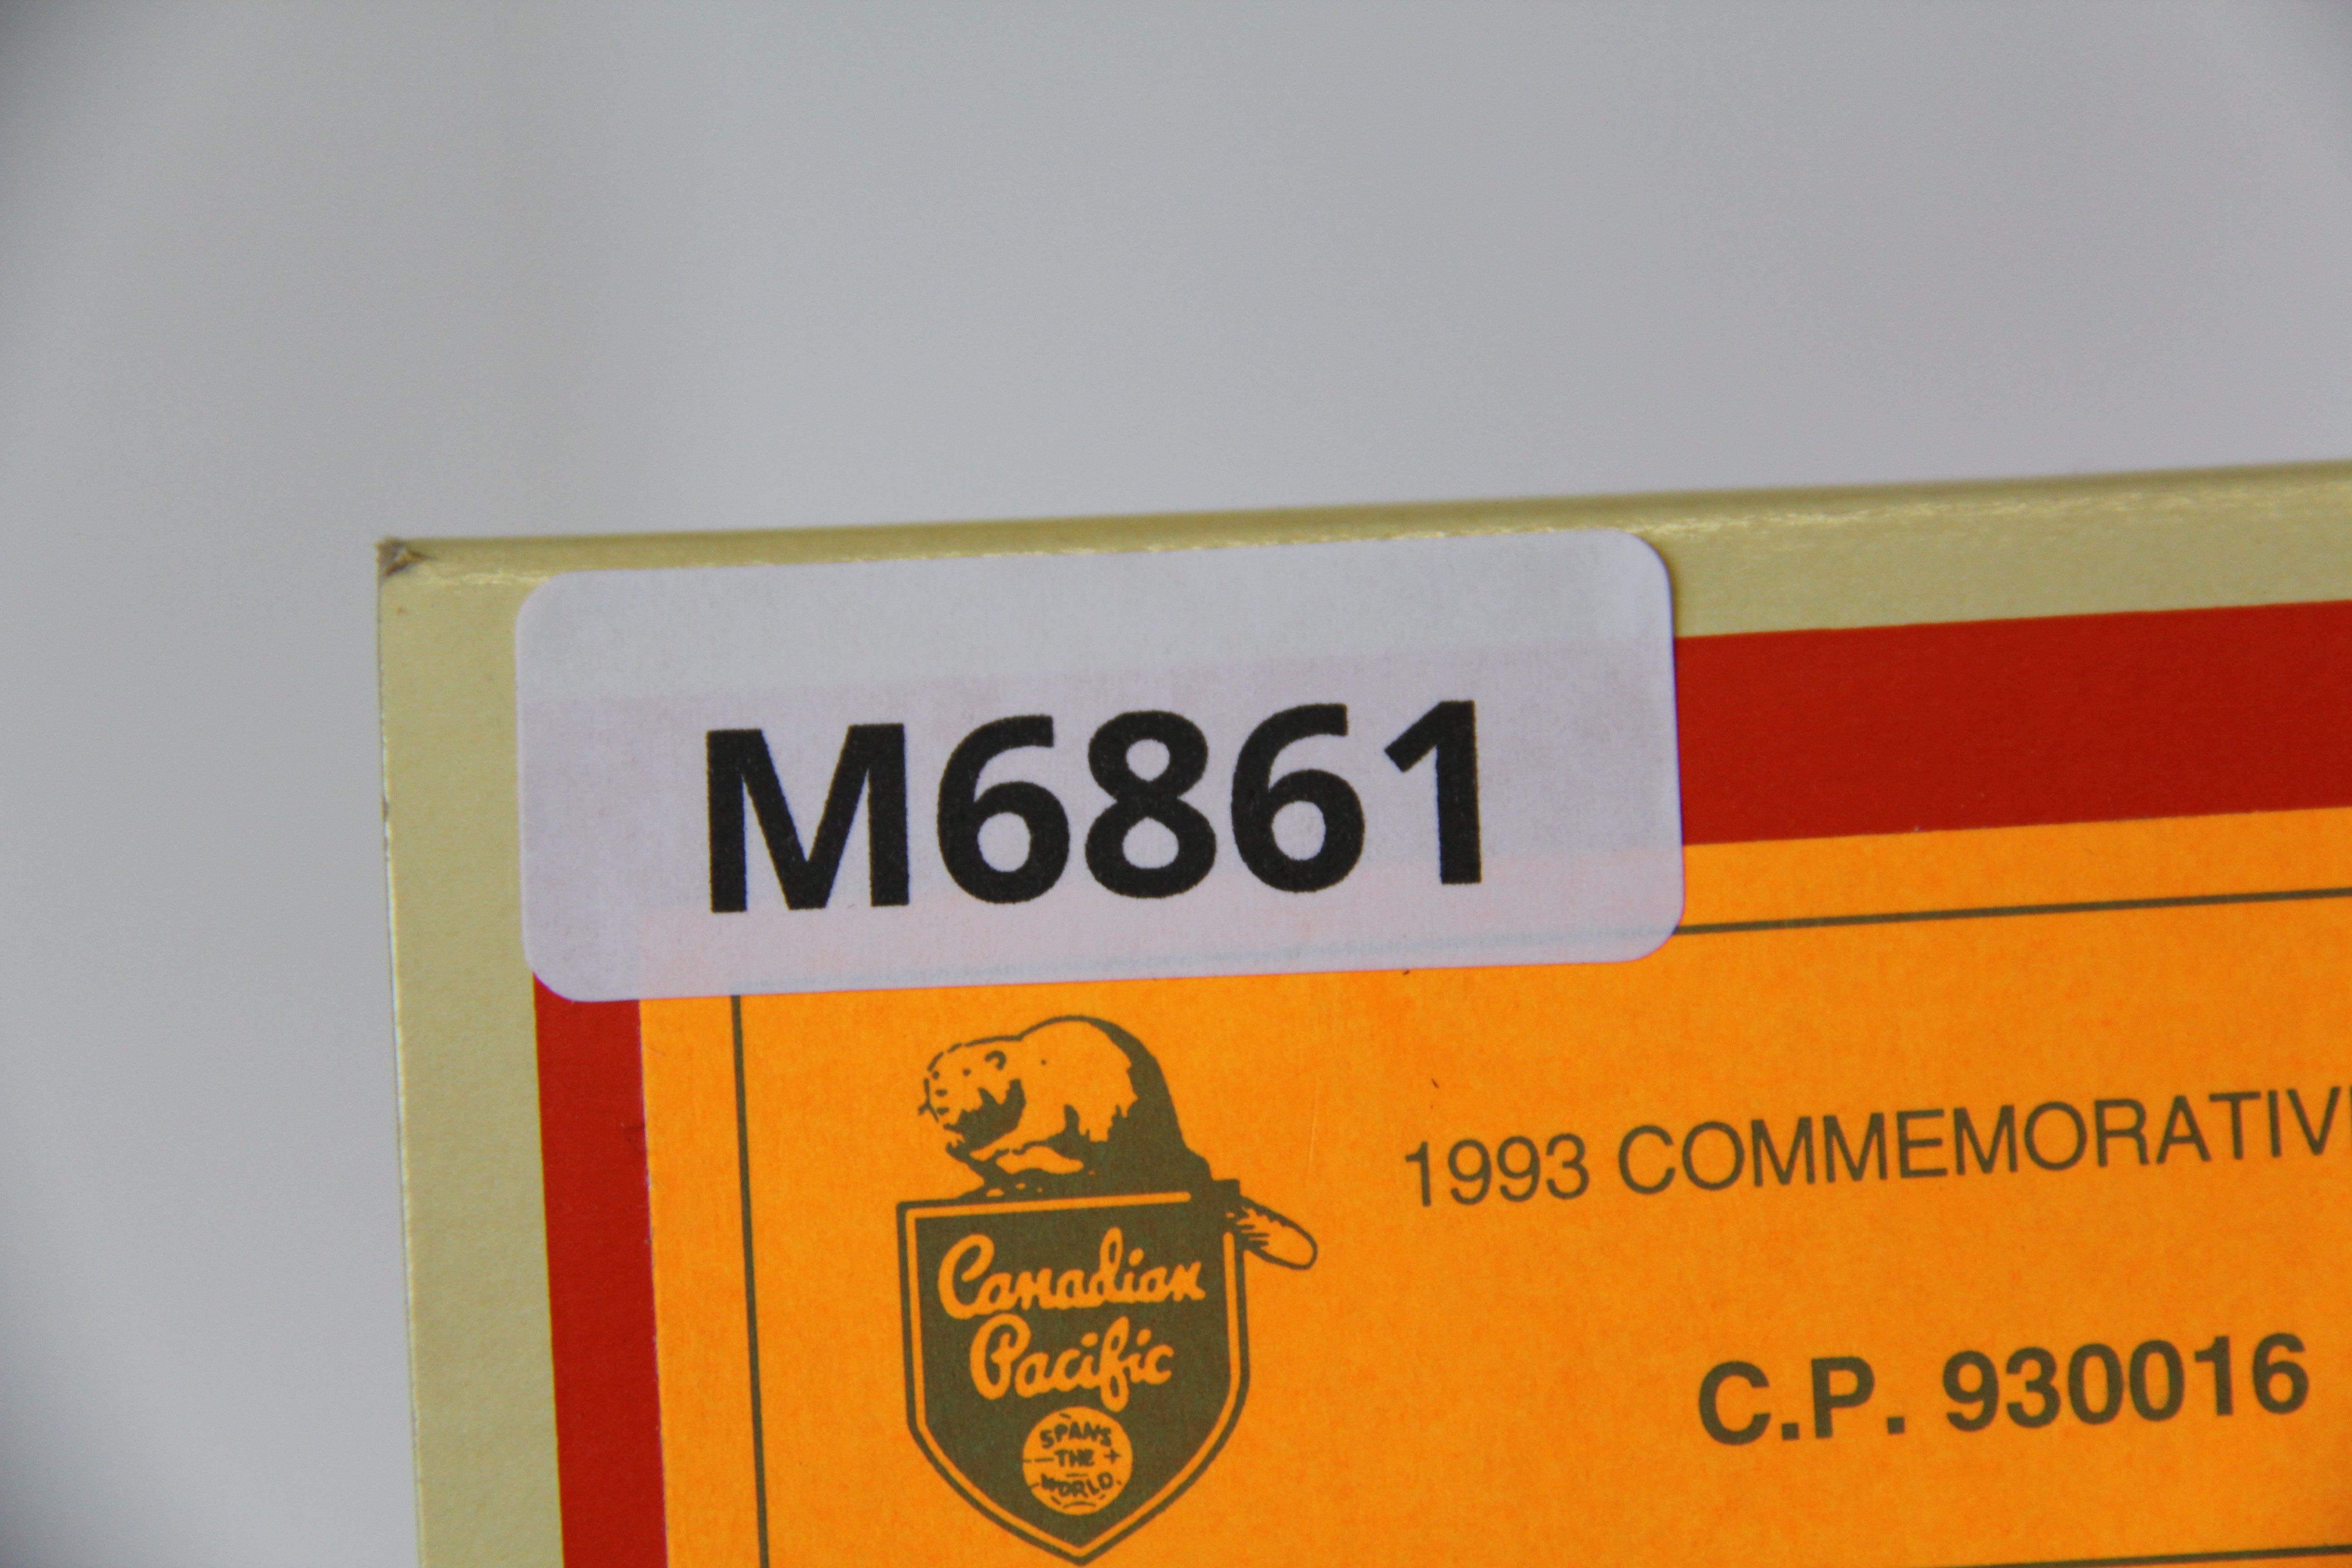 M6861
1993 COMMEMORATIV
C.P. 930016
Canadian
Pacific
SPANS
THE
WORLD